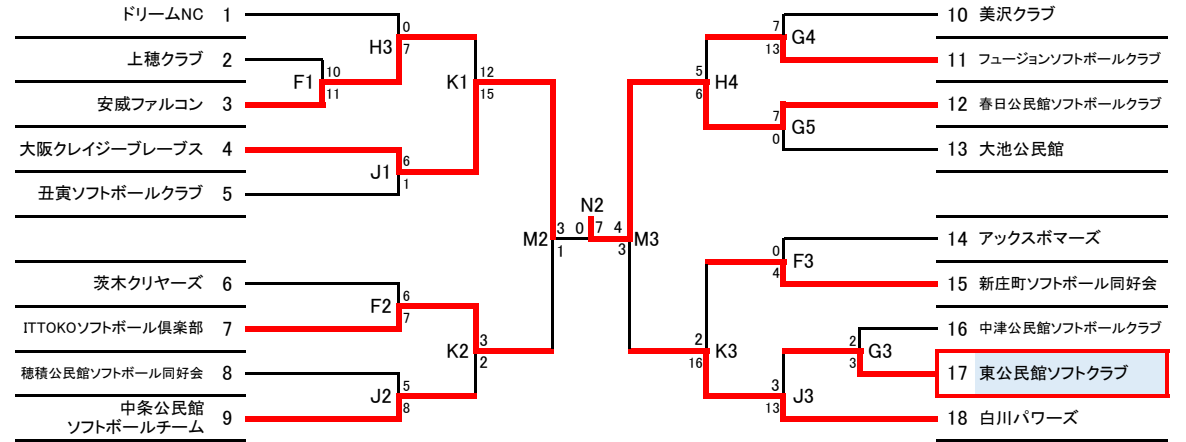 ドリームNC 1
上穂クラブ 2
安威ファルコン 3
大阪クレイジーブレーブス 4
丑寅ソフトボールクラブ 5
茨木クリヤーズ 6
ITTOKOソフトボール倶楽部 7
穂積公民館ソフトボール同好会 8
中条公民館
ソフトボールチーム 9
F1 10 11
H3 0 7
J1 6 1
K1 12 15
F2 6 7
J2 5 8
K2 3 2
M2 3 1
N2 0 7
M3 4 3
H4 5 6
G4 7 13
G5 7 0
K3 2 16
F3 0 4
G3 2 3
J3 3 13
10 美沢クラブ
11 フュージョンソフトボールクラブ
12 春日公民館ソフトボールクラブ
13 大池公民館
14 アックスボマーズ
15 新庄町ソフトボール同好会
16 中津公民館ソフトボールクラブ
17 東公民館ソフトクラブ
18 白川パワーズ